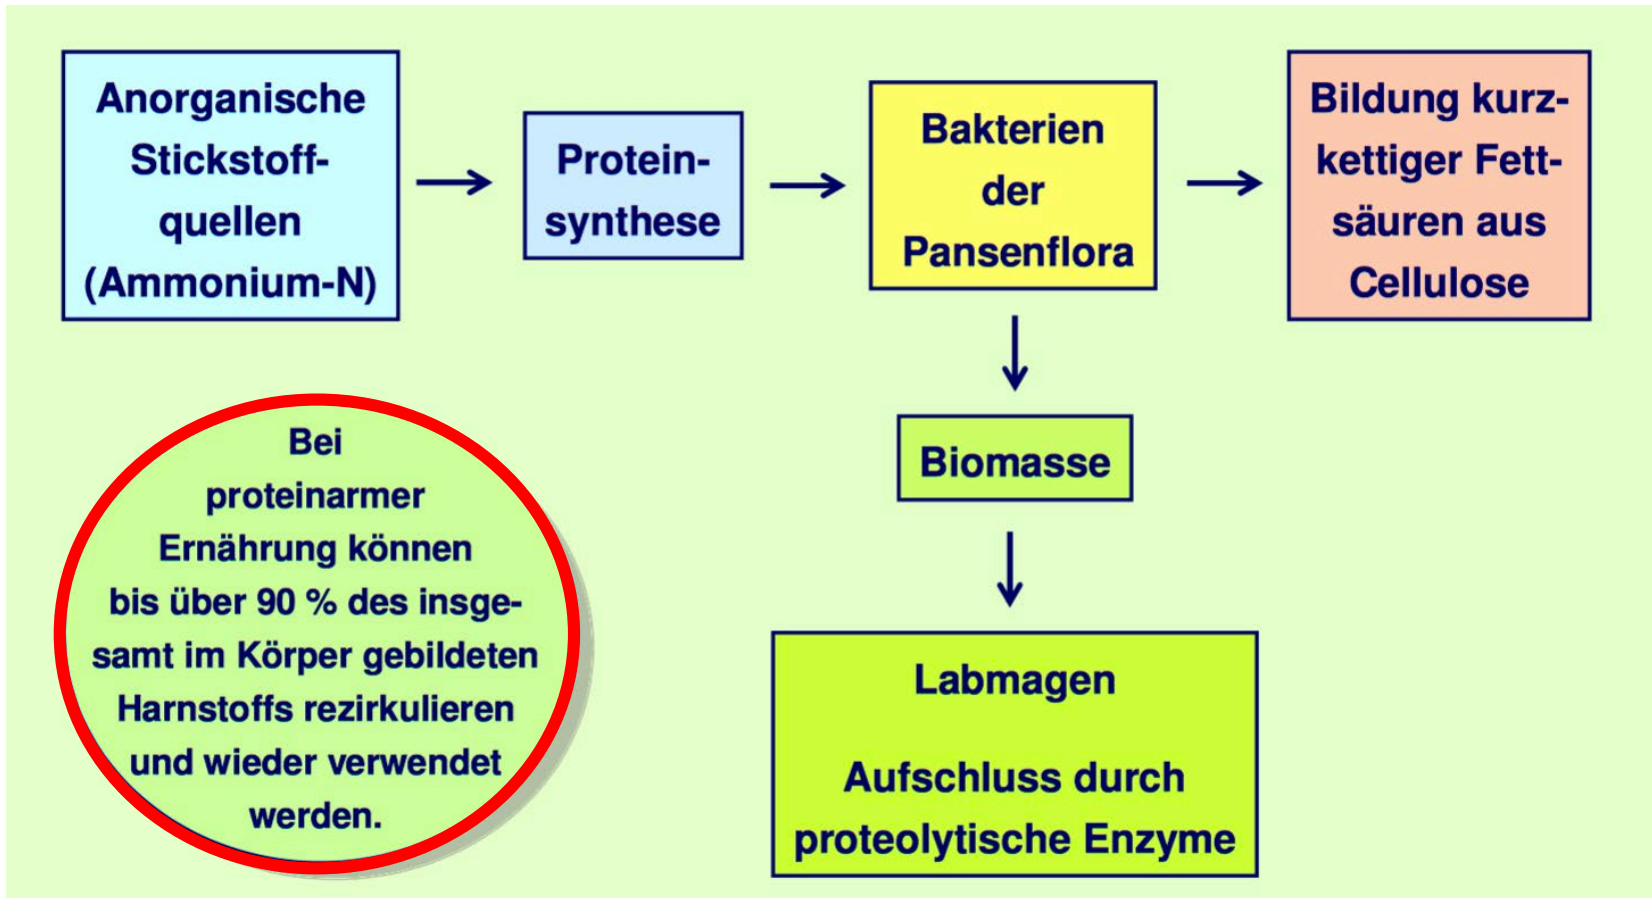 Anorganische
Stickstoff-
quellen
(Ammonium-N)
Protein-
synthese
Bakterien
der
Pansenflora
Bildung kurz-
kettiger Fett-
säuren aus
Cellulose
Biomasse
Labmagen
Aufschluss durch
proteolytische Enzyme
Bei
proteinarmer
Ernährung können
bis über 90 % des insge-
samt im Körper gebildeten
Harnstoffs rezirkulieren
und wieder verwendet
werden.